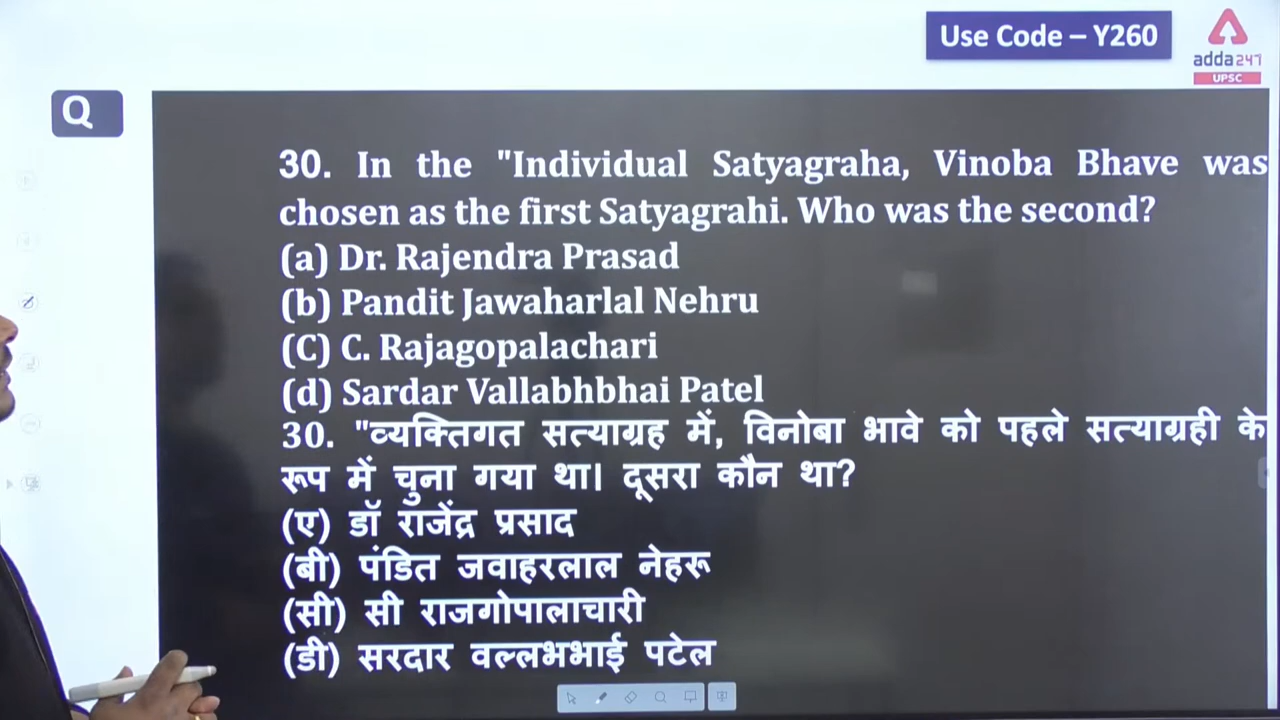 Use Code – Y260
adda247
UPSC
Q
30. In the "Individual Satyagraha, Vinoba Bhave was
chosen as the first Satyagrahi. Who was the second?
(a) Dr. Rajendra Prasad
(b) Pandit Jawaharlal Nehru
(C) C. Rajagopalachari
(d) Sardar Vallabhbhai Patel
30. "व्यक्तिगत सत्याग्रह में, विनोबा भावे को पहले सत्याग्रही के
रूप में चुना गया था। दूसरा कौन था?
(ए) डॉ राजेंद्र प्रसाद
(बी) पंडित जवाहरलाल नेहरू
(सी) सी राजगोपालाचारी
(डी) सरदार वल्लभभाई पटेल